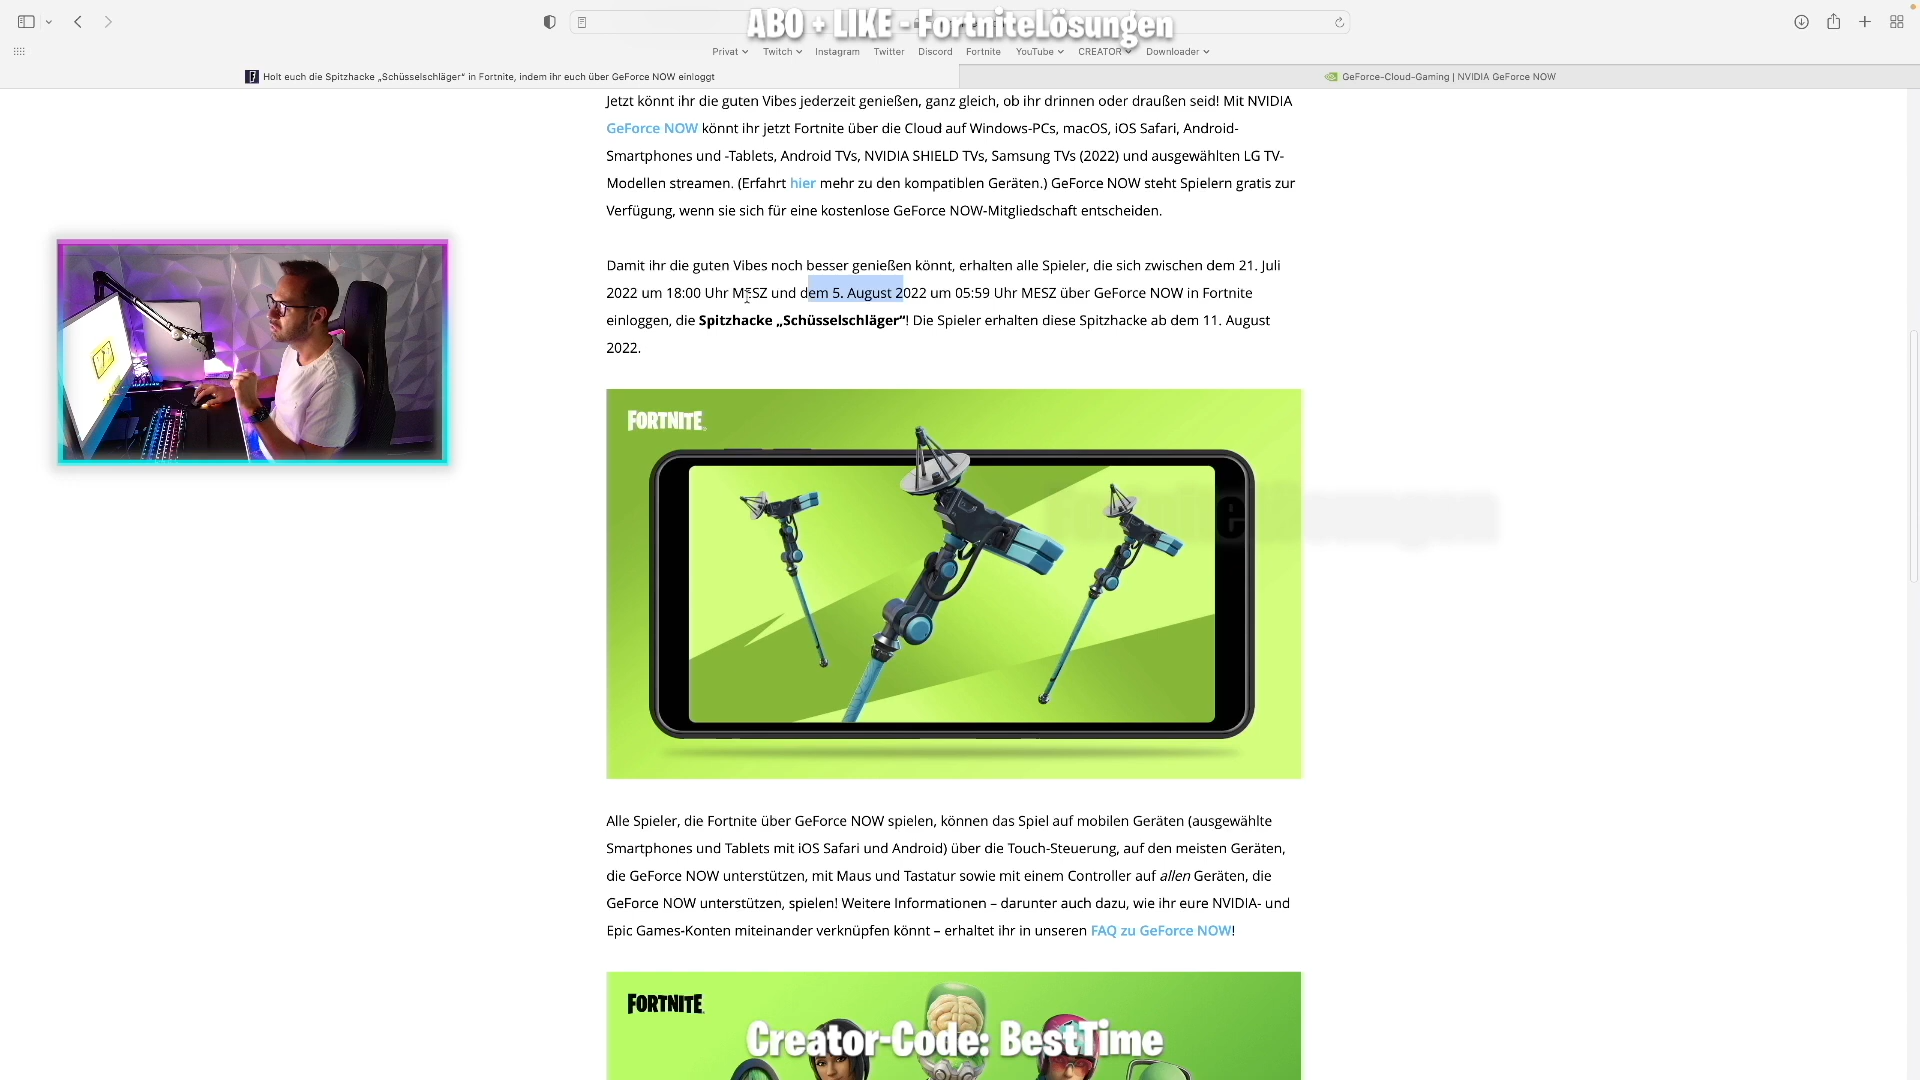 ABO + LIKE - FortniteLösungen
Privat Twitch Instagram Twitter Discord Fortnite YouTube CREATOR Downloader
Holt euch die Spitzhacke „Schüsselschläger“ in Fortnite, indem ihr euch über GeForce NOW einloggt
GeForce-Cloud-Gaming | NVIDIA GeForce NOW
Jetzt könnt ihr die guten Vibes jederzeit genießen, ganz gleich, ob ihr drinnen oder draußen seid! Mit NVIDIA
GeForce NOW könnt ihr jetzt Fortnite über die Cloud auf Windows-PCs, macOS, iOS Safari, Android-
Smartphones und -Tablets, Android TVs, NVIDIA SHIELD TVs, Samsung TVs (2022) und ausgewählten LG TV-
Modellen streamen. (Erfahrt hier mehr zu den kompatiblen Geräten.) GeForce NOW steht Spielern gratis zur
Verfügung, wenn sie sich für eine kostenlose GeForce NOW-Mitgliedschaft entscheiden.
Damit ihr die guten Vibes noch besser genießen könnt, erhalten alle Spieler, die sich zwischen dem 21. Juli
2022 um 18:00 Uhr MESZ und dem 5. August 2022 um 05:59 Uhr MESZ über GeForce NOW in Fortnite
einloggen, die Spitzhacke „Schüsselschläger“! Die Spieler erhalten diese Spitzhacke ab dem 11. August
2022.
FORTNITE
Alle Spieler, die Fortnite über GeForce NOW spielen, können das Spiel auf mobilen Geräten (ausgewählte
Smartphones und Tablets mit iOS Safari und Android) über die Touch-Steuerung, auf den meisten Geräten,
die GeForce NOW unterstützen, mit Maus und Tastatur sowie mit einem Controller auf allen Geräten, die
GeForce NOW unterstützen, spielen! Weitere Informationen – darunter auch dazu, wie ihr eure NVIDIA- und
Epic Games-Konten miteinander verknüpfen könnt – erhaltet ihr in unseren FAQ zu GeForce NOW!
FORTNITE
Creator-Code: BestTime